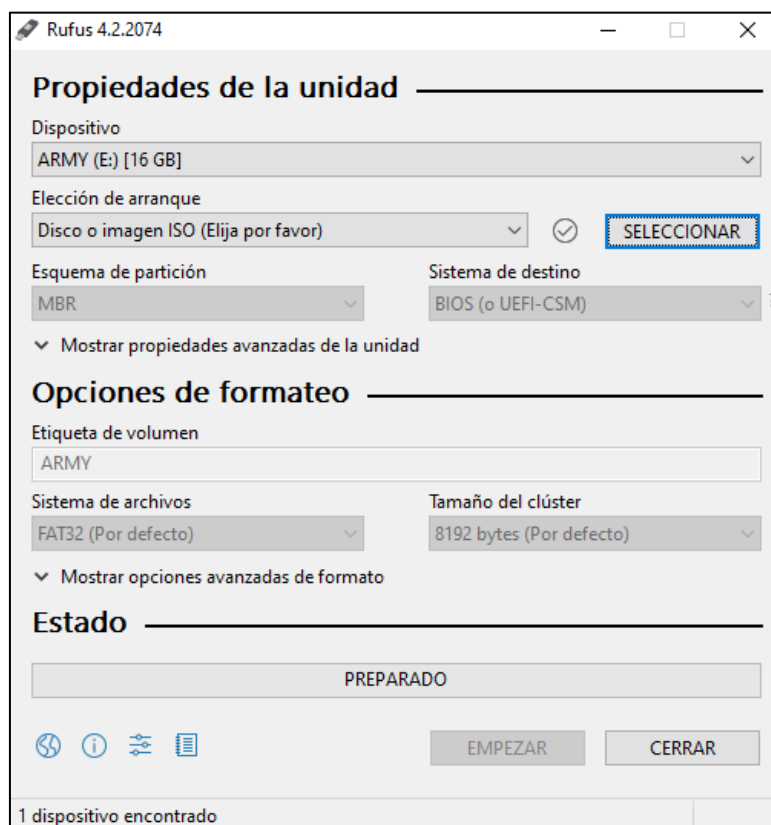 Rufus 4.2.2074
Propiedades de la unidad
Dispositivo
ARMY (E:) [16 GB]
Elección de arranque
Disco o imagen ISO (Elija por favor)
SELECCIONAR
Esquema de partición
Sistema de destino
MBR
BIOS (o UEFI-CSM)
?
Mostrar propiedades avanzadas de la unidad
Opciones de formateo
Etiqueta de volumen
ARMY
Sistema de archivos
Tamaño del clúster
FAT32 (Por defecto)
8192 bytes (Por defecto)
Mostrar opciones avanzadas de formato
Estado
PREPARADO
EMPEZAR
CERRAR
1 dispositivo encontrado